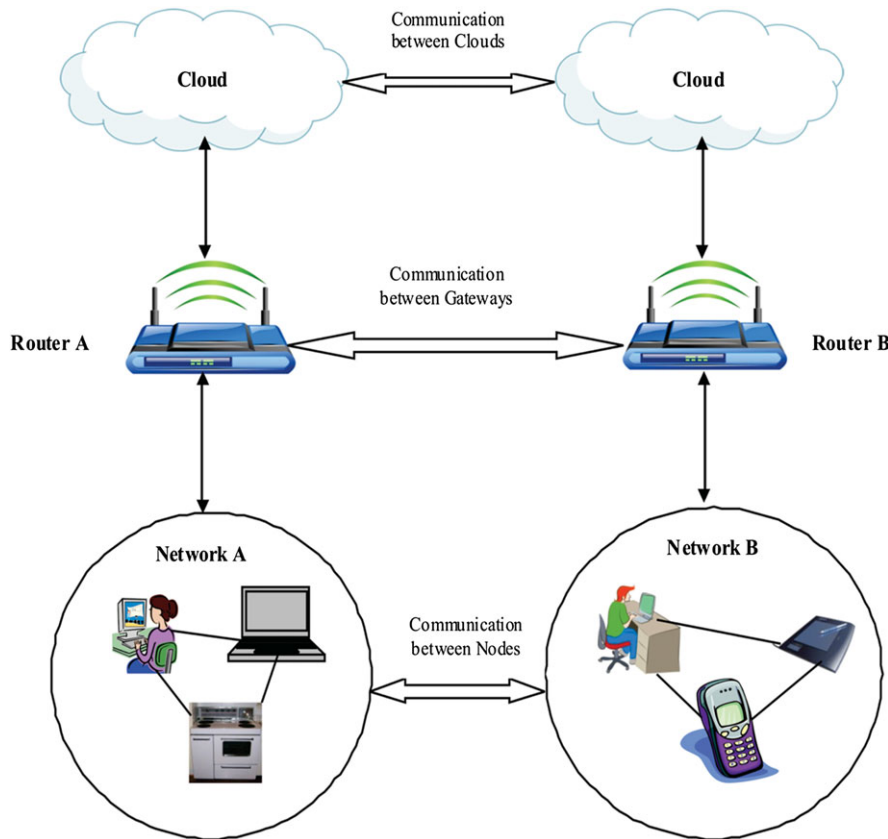 Communication
between Clouds
Cloud
Cloud
Communication
between Gateways
Router A
Router B
Network A
Network B
Communication
between Nodes